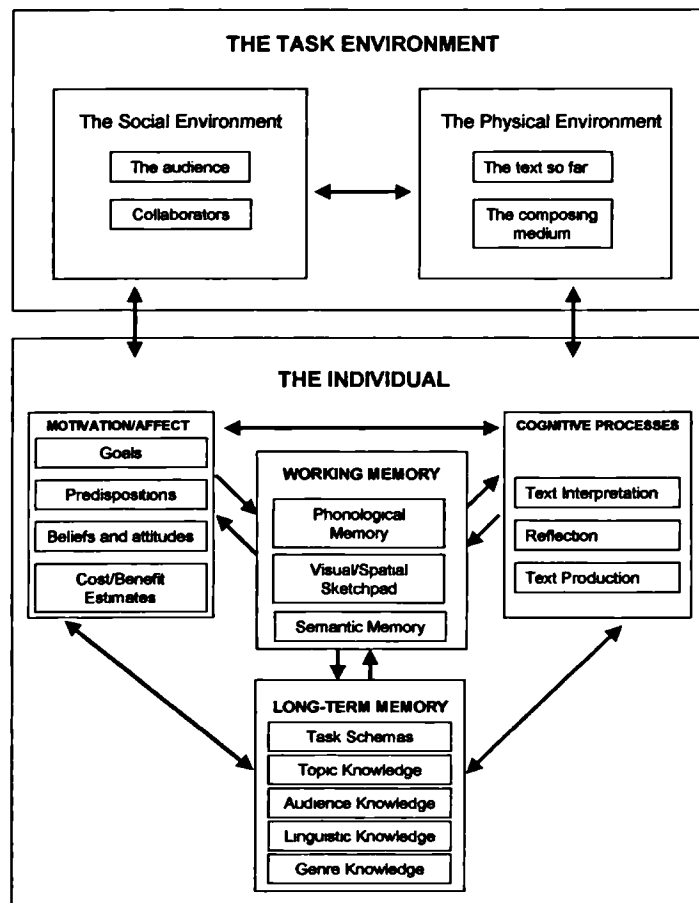 THE TASK ENVIRONMENT
The Social Environment
The audience
Collaborators
The Physical Environment
The text so far
The composing
medium
THE INDIVIDUAL
MOTIVATION/AFFECT
Goals
Predispositions
Beliefs and attitudes
Cost/Benefit
Estimates
WORKING MEMORY
Phonological
Memory
Visual/Spatial
Sketchpad
Semantic Memory
COGNITIVE PROCESSES
Text Interpretation
Reflection
Text Production
LONG-TERM MEMORY
Task Schemas
Topic Knowledge
Audience Knowledge
Linguistic Knowledge
Genre Knowledge